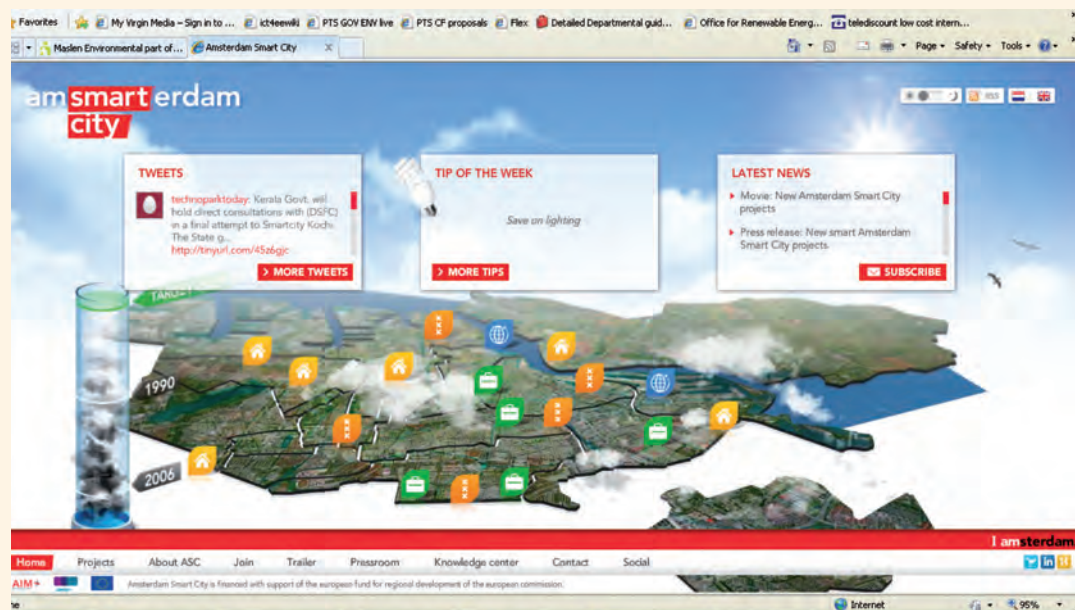 Favorites My Virgin Media – Sign in to ... ict4eewiki PTS GOV ENV live PTS CF proposals Flex Detailed Departmental guid... Office for Renewable Energ... telediscount low cost intern...
Maslen Environmental part of ... Amsterdam Smart City X Page Safety Tools
am smart erdam
city
RSS
TWEETS
technoparktoday: Kerala Govt. will
hold direct consultations with (DSFC)
in a final attempt to Smartcity Kochi.
The State g...
http://tinyurl.com/45z6gjc
> MORE TWEETS
TIP OF THE WEEK
Save on lighting
> MORE TIPS
LATEST NEWS
Movie: New Amsterdam Smart City
projects
Press release: New smart Amsterdam
Smart City projects
SUBSCRIBE
TARGET
1990
2006
I amsterdam
Home Projects About ASC Join Trailer Pressroom Knowledge center Contact Social
AIM+ Amsterdam Smart City is financed with support of the european fund for regional development of the european commission.
Internet 95%